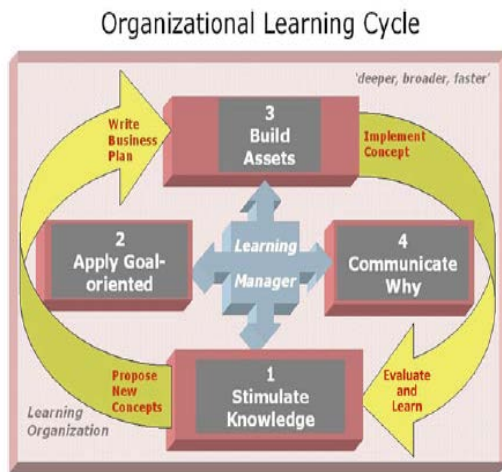 Organizational Learning Cycle
'deeper, broader, faster'
3
Build
Assets
Write
Business
Plan
Implement
Concept
2
Apply Goal-
oriented
Learning
Manager
4
Communicate
Why
1
Stimulate
Knowledge
Propose
New
Concepts
Evaluate
and
Learn
Learning
Organization